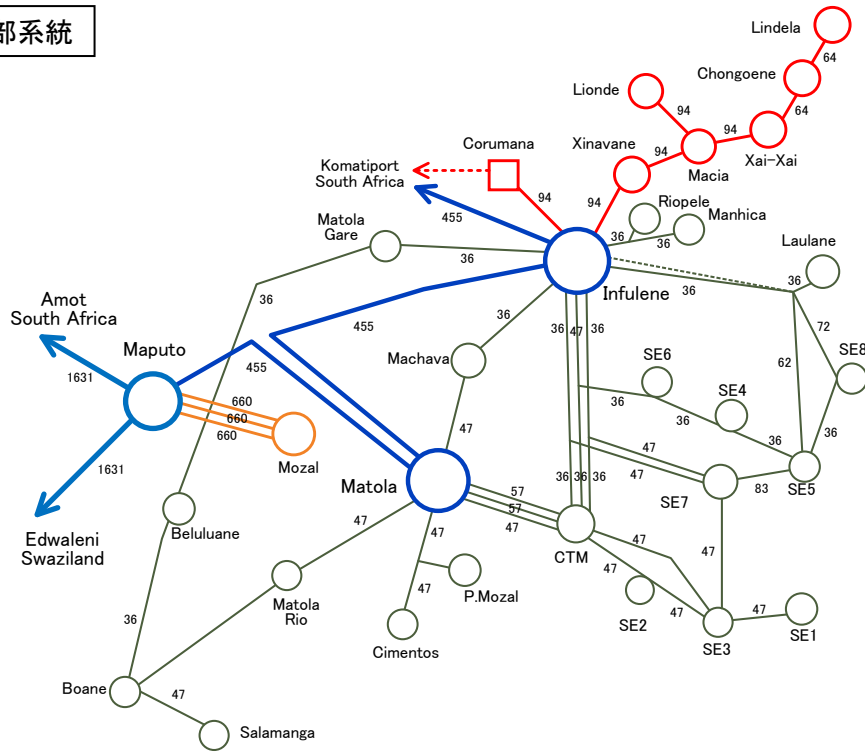 部系統
Lindela
64
Chongoene
64
Lionde
94
94
Xai-Xai
Macia
94
Xinavane
94
Corumana
94
Komatiport
South Africa
455
Riopele
Manhica
36
36
Matola
Gare
36
36
Infulene
Laulane
36
36
Amot
South Africa
1631
Maputo
455
455
36
Machava
47
36
47
36
72
62
SE8
36
SE6
36
SE4
36
36
660
660
660
Mozal
1631
Edwaleni
Swaziland
Matola
57
57
47
36
36
36
47
47
SE7
83
SE5
Beluluane
47
47
CTM
47
47
47
36
Matola
Rio
47
P.Mozal
Cimentos
SE2
47
SE3
47
SE1
Boane
47
Salamanga